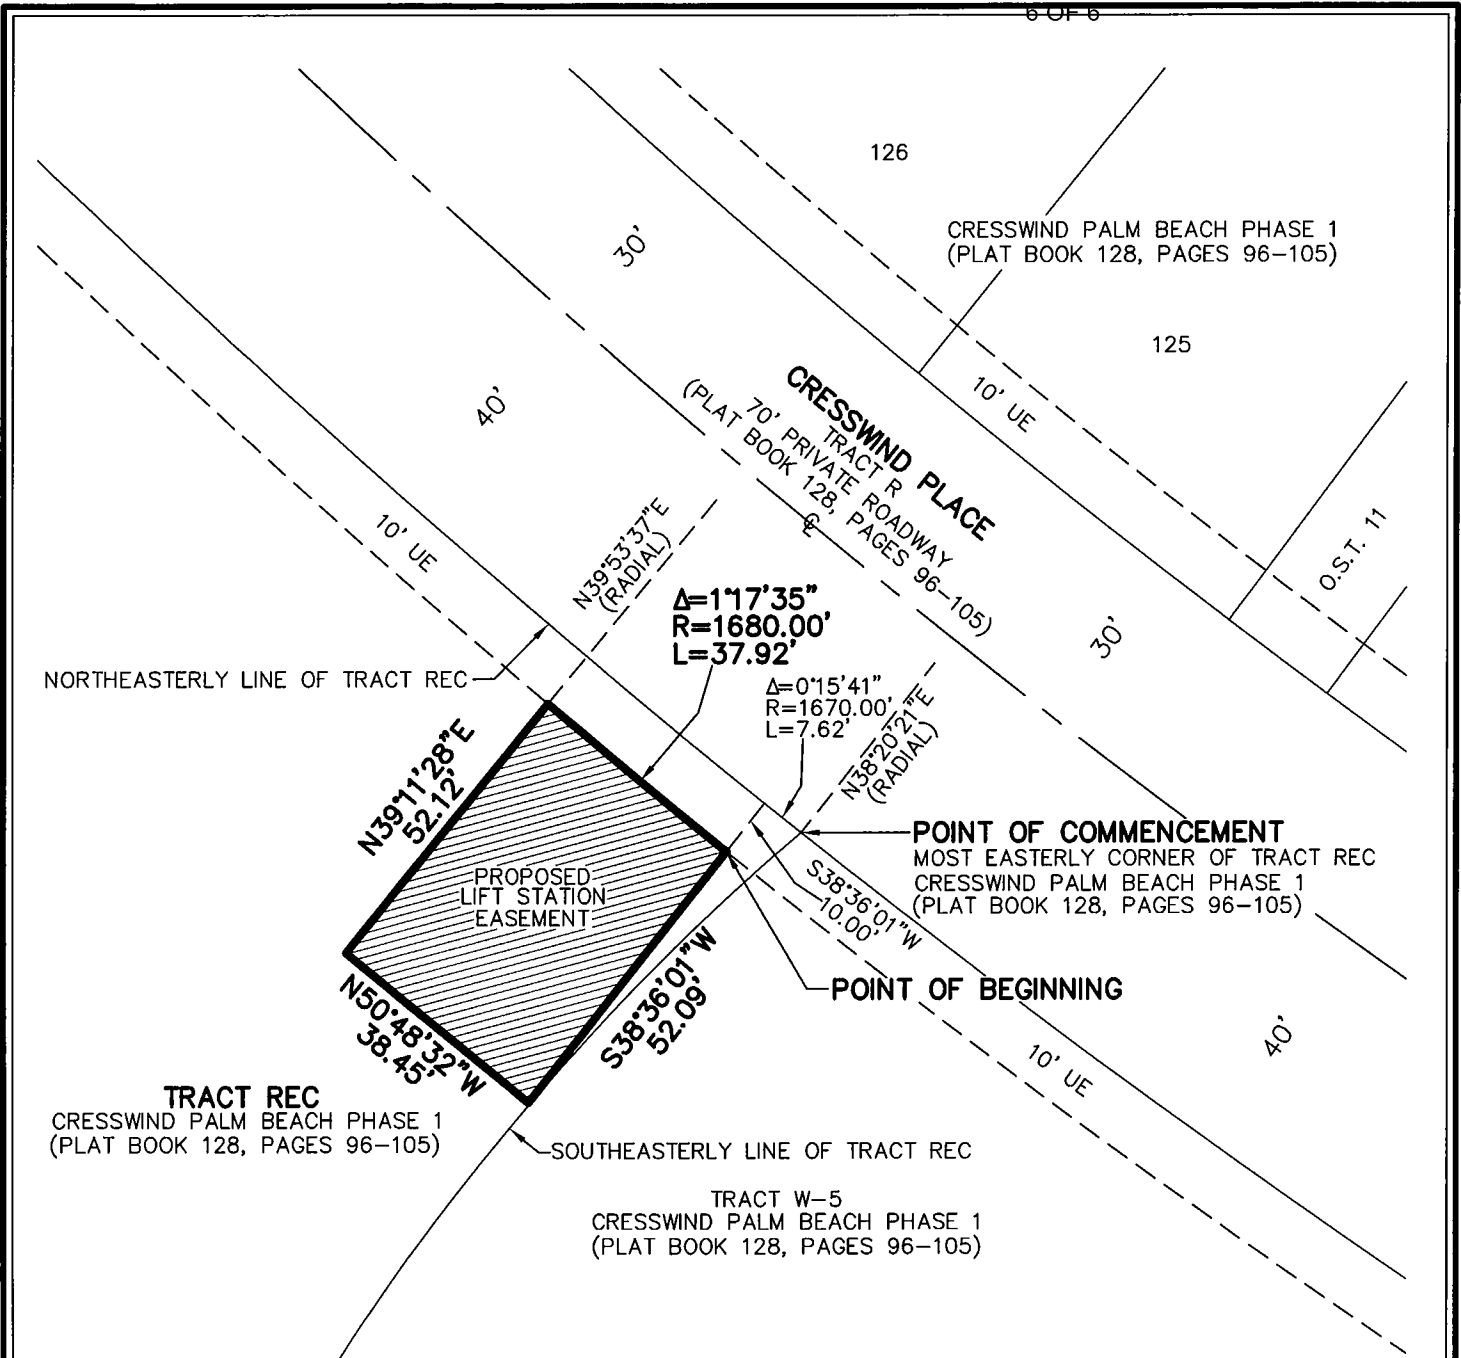 6 OF 6
126
CRESSWIND PALM BEACH PHASE 1
(PLAT BOOK 128, PAGES 96–105)
30'
125
40'
10' UE
CRESSWIND PLACE
TRACT R
70' PRIVATE ROADWAY
(PLAT BOOK 128, PAGES 96–105)
℄
O.S.T. 11
10' UE
N39°53'37"E
(RADIAL)
Δ=1°17'35"
R=1680.00'
L=37.92'
30'
NORTHEASTERLY LINE OF TRACT REC
Δ=0°15'41"
R=1670.00'
L=7.62'
N38°20'21"E
(RADIAL)
N39°11'28"E
52.12'
POINT OF COMMENCEMENT
MOST EASTERLY CORNER OF TRACT REC
CRESSWIND PALM BEACH PHASE 1
(PLAT BOOK 128, PAGES 96–105)
PROPOSED
LIFT STATION
EASEMENT
S38°36'01"W
10.00'
S38°36'01"W
52.09'
POINT OF BEGINNING
N50°48'32"W
38.45'
40'
10' UE
TRACT REC
CRESSWIND PALM BEACH PHASE 1
(PLAT BOOK 128, PAGES 96–105)
SOUTHEASTERLY LINE OF TRACT REC
TRACT W–5
CRESSWIND PALM BEACH PHASE 1
(PLAT BOOK 128, PAGES 96–105)